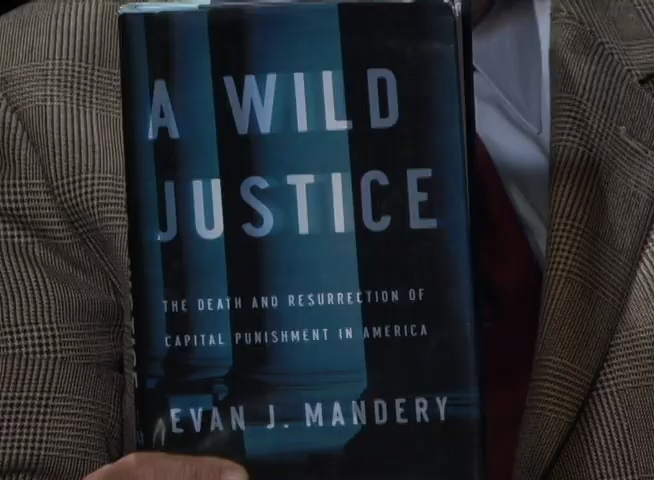 A WILD
JUSTICE
THE DEATH AND RESURRECTION OF
CAPITAL PUNISHMENT IN AMERICA
EVAN J. MANDERY